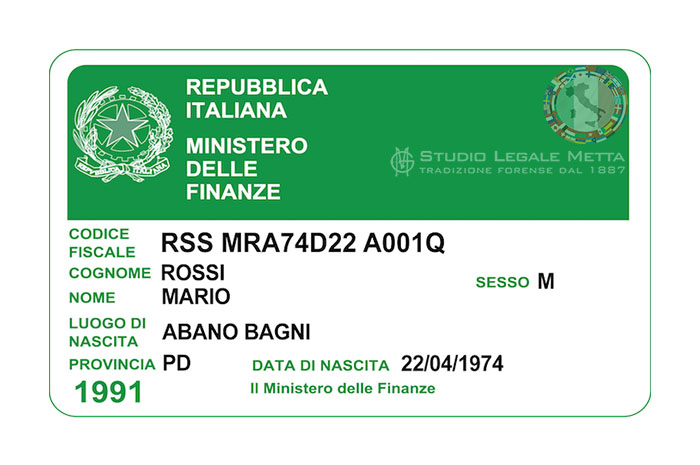 REPUBBLICA
ITALIANA
MINISTERO
DELLE
FINANZE
STUDIO LEGALE METTA
TRADIZIONE FORENSE DAL 1887
CODICE
FISCALE RSS MRA74D22 A001Q
COGNOME ROSSI
SESSO M
NOME MARIO
LUOGO DI
NASCITA ABANO BAGNI
PROVINCIA PD DATA DI NASCITA 22/04/1974
1991 Il Ministero delle Finanze